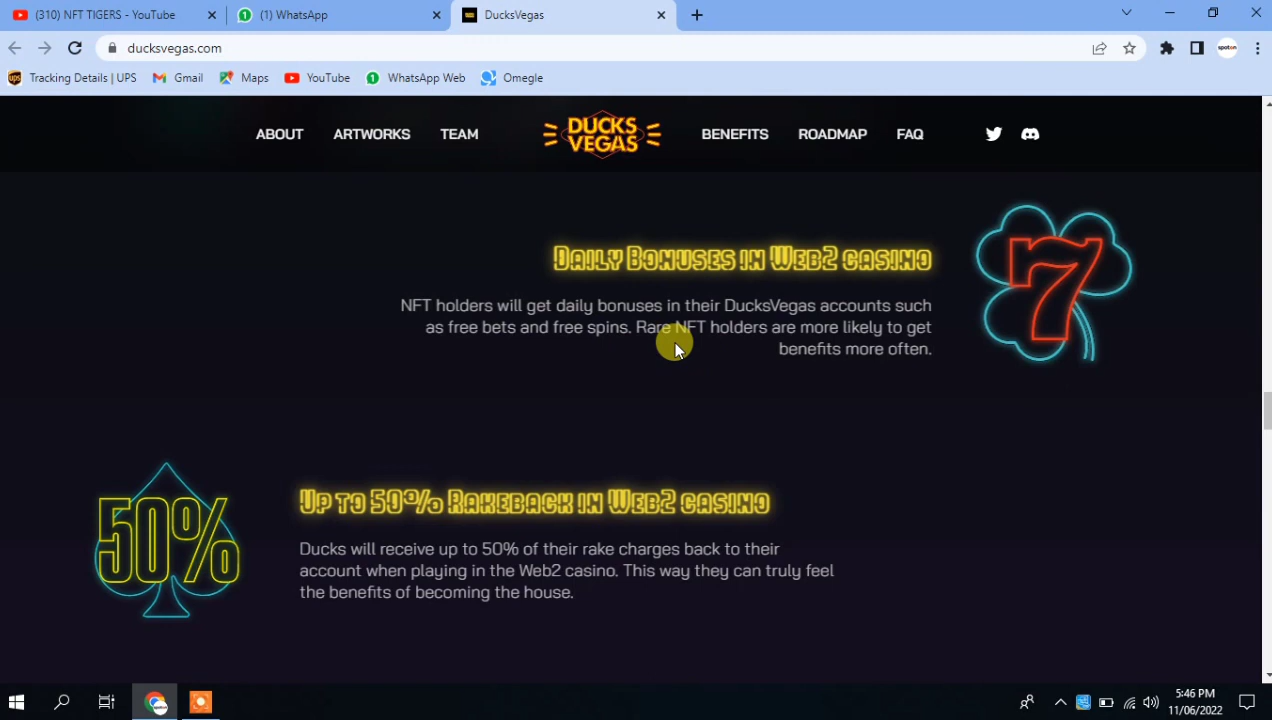 (310) NFT TIGERS - YouTube
(1) WhatsApp
DucksVegas
ducksvegas.com
spoton
Tracking Details | UPS
Gmail
Maps
YouTube
1
WhatsApp Web
Omegle
ABOUT
ARTWORKS
TEAM
DUCKS
VEGAS
BENEFITS
ROADMAP
FAQ
Daily Bonuses in Web2 casino
NFT holders will get daily bonuses in their DucksVegas accounts such
as free bets and free spins. Rare NFT holders are more likely to get
benefits more often.
7
50%
Up to 50% Rakeback in Web2 casino
Ducks will receive up to 50% of their rake charges back to their
account when playing in the Web2 casino. This way they can truly feel
the benefits of becoming the house.
5:46 PM
11/06/2022